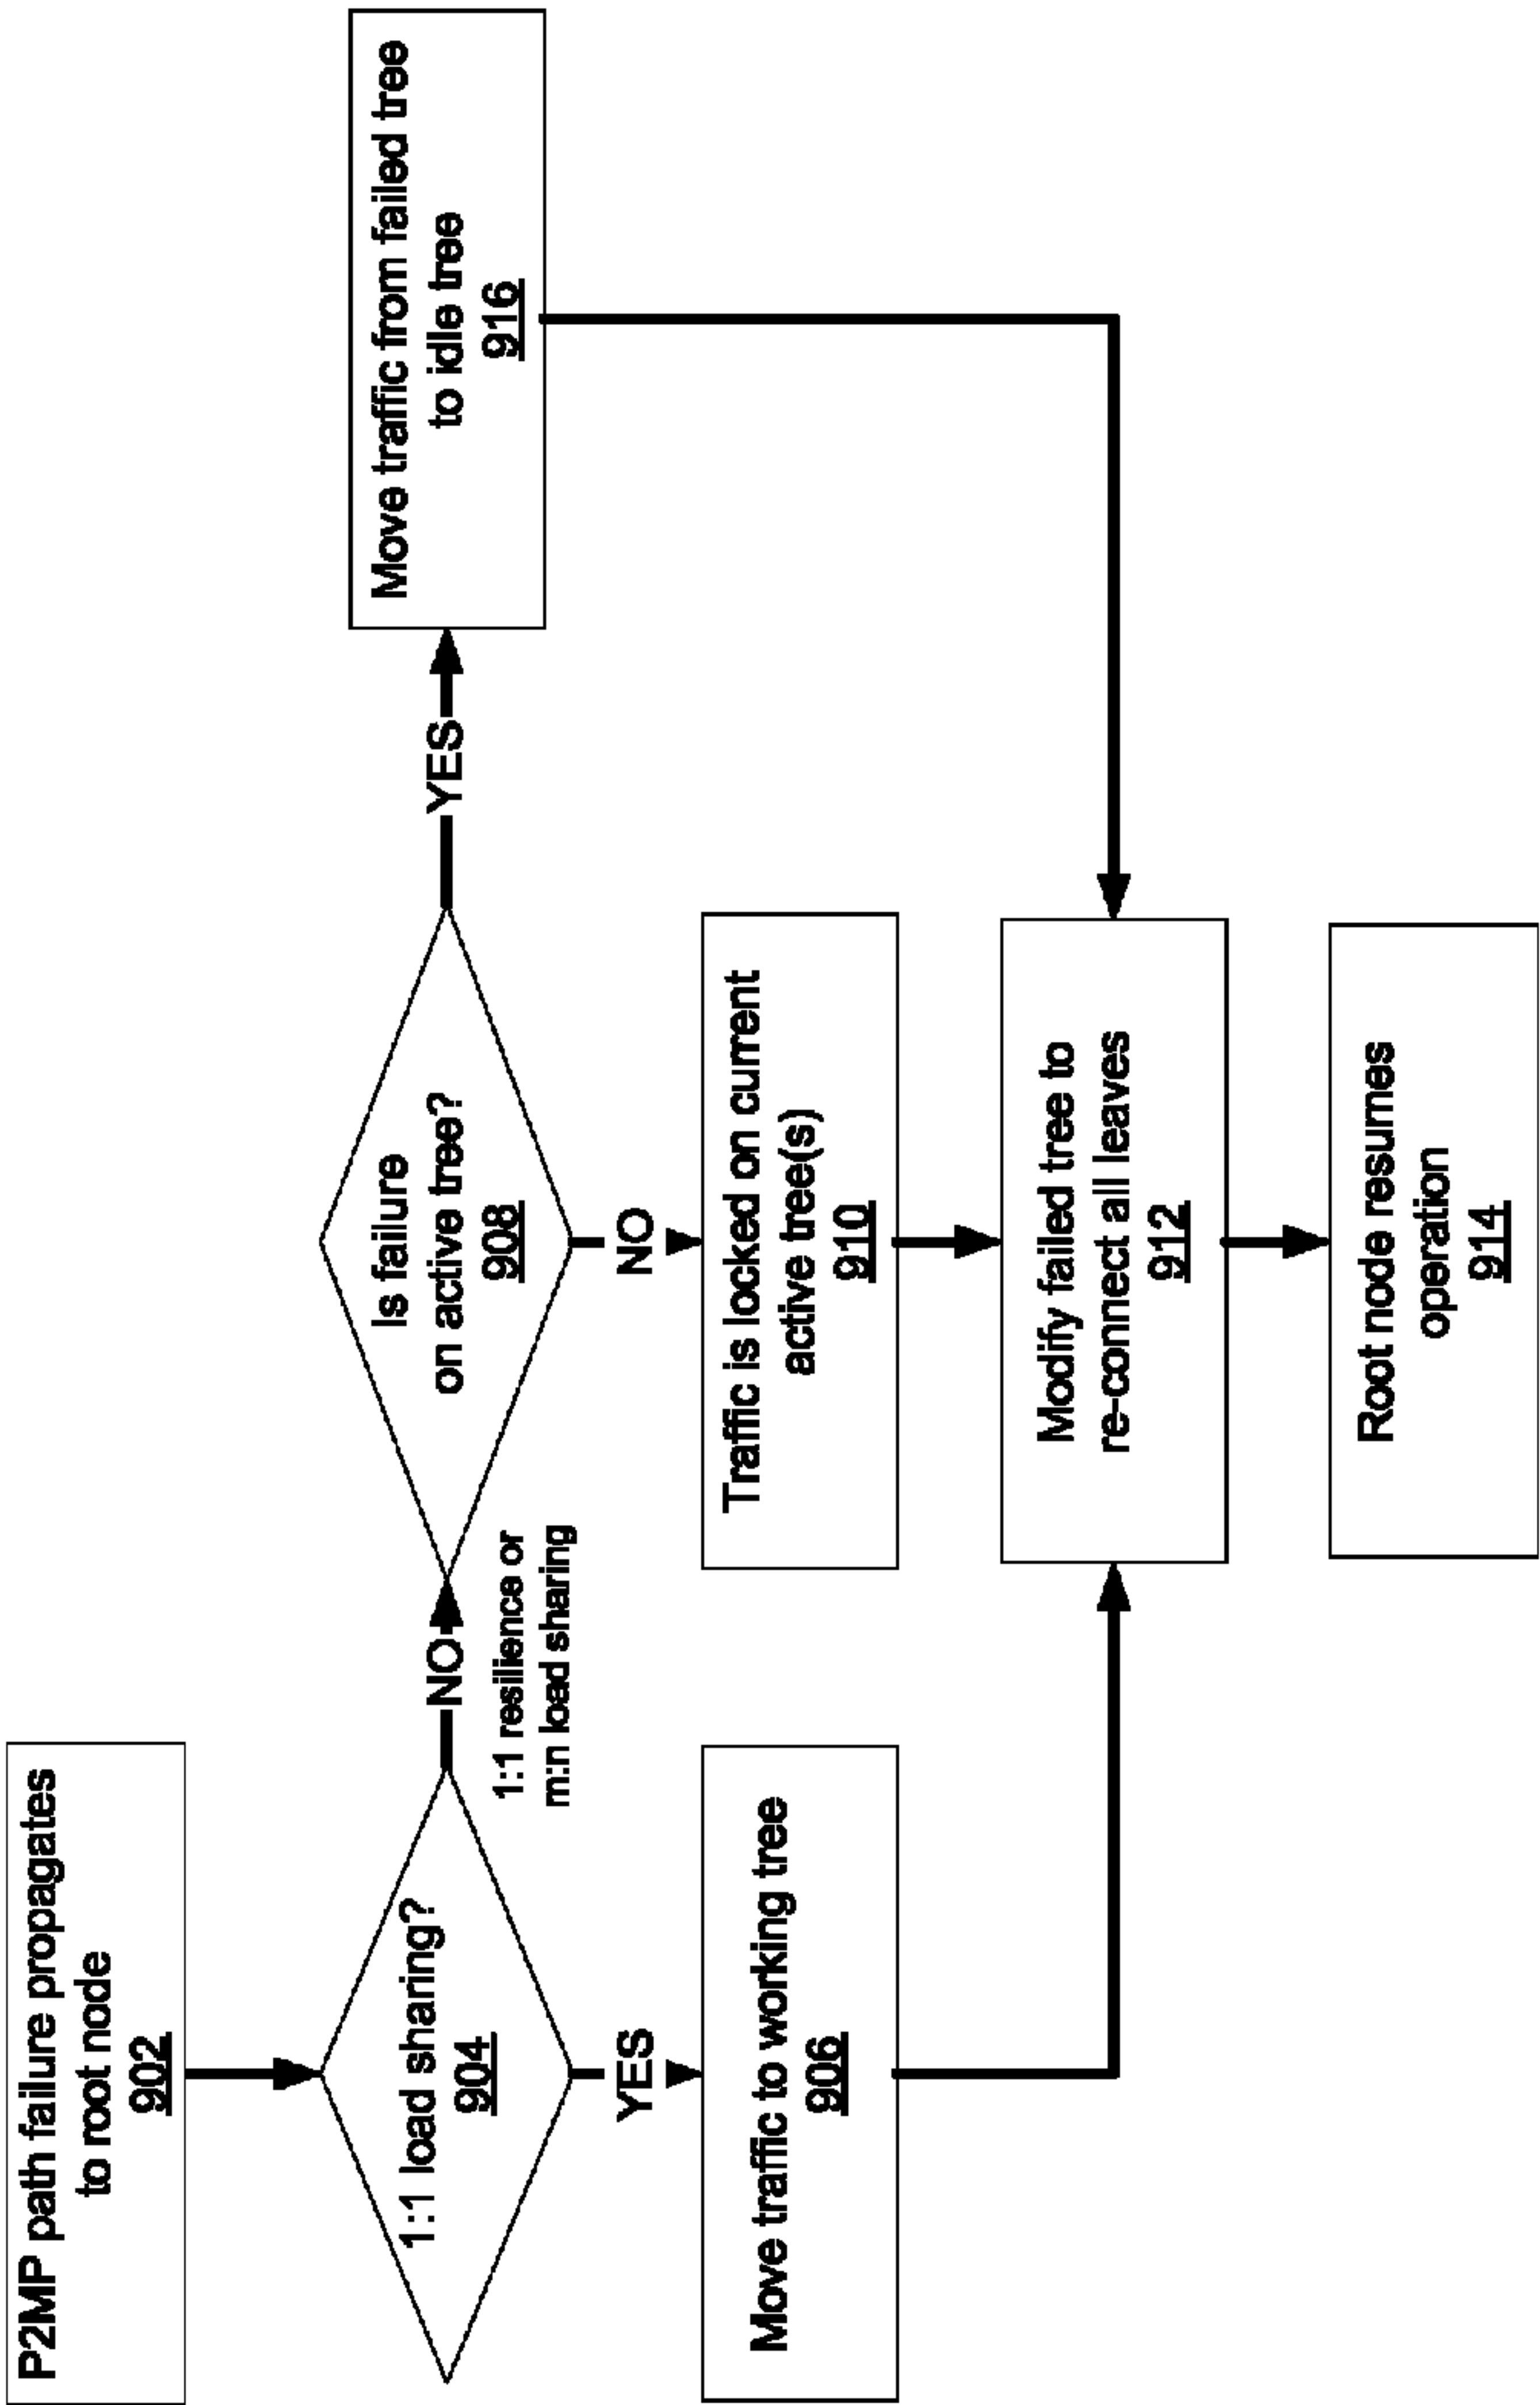 P2MP path failure propagates
to root node
902
1:1 load sharing?
904
NO
1:1 resilience or
m:n load sharing
YES
Move traffic to working tree
906
Is failure
on active tree?
908
YES
NO
Move traffic from failed tree
to idle tree
916
Traffic is locked on current
active tree(s)
910
Modify failed tree to
re-connect all leaves
912
Root node resumes
operation
914